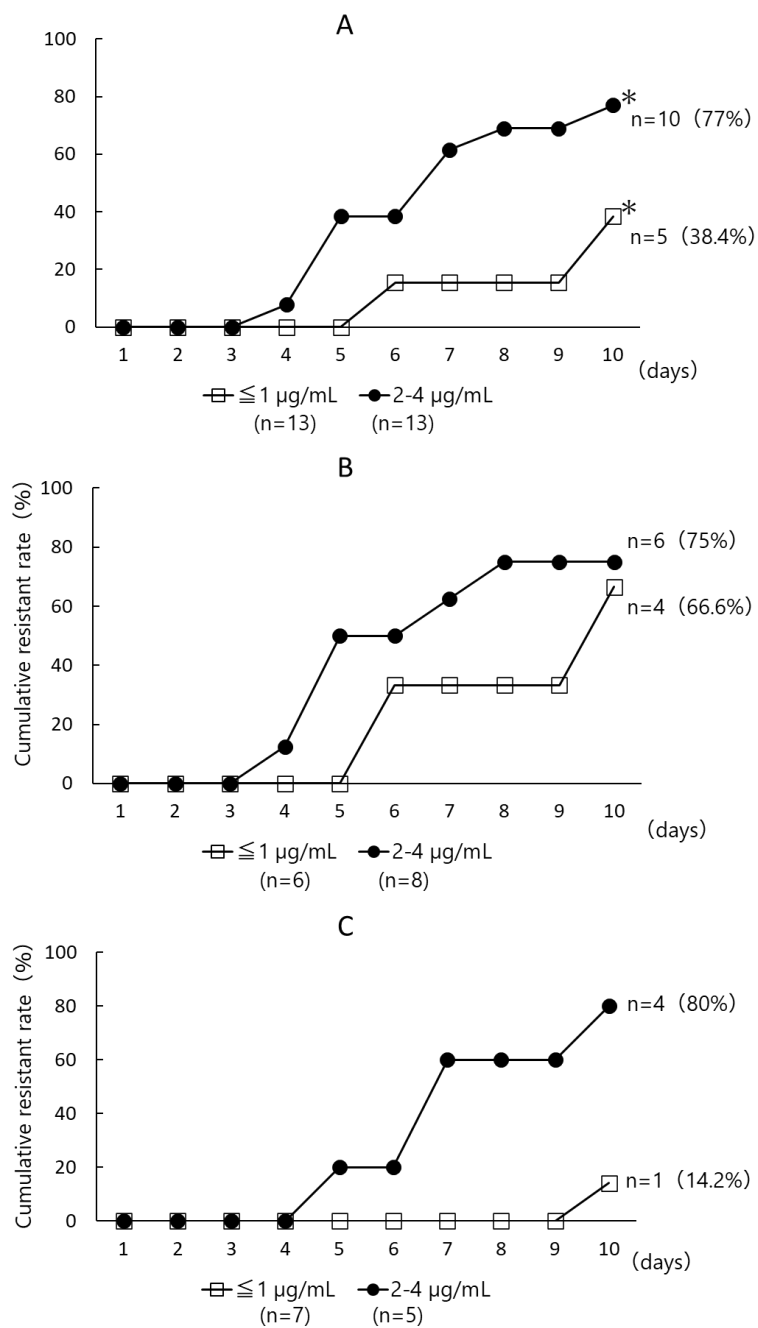 A
100
80
60
40
20
0
*
n=10（77%）
*
n=5（38.4%）
1 2 3 4 5 6 7 8 9 10
（days）
≦1 µg/mL 2-4 µg/mL
(n=13) (n=13)
B
Cumulative resistant rate（%）
100
80
60
40
20
0
n=6（75%）
n=4（66.6%）
1 2 3 4 5 6 7 8 9 10
（days）
≦1 µg/mL 2-4 µg/mL
(n=6) (n=8)
C
Cumulative resistant rate（%）
100
80
60
40
20
0
n=4（80%）
n=1（14.2%）
1 2 3 4 5 6 7 8 9 10
（days）
≦1 µg/mL 2-4 µg/mL
(n=7) (n=5)